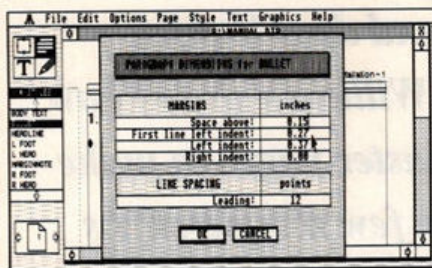 File Edit Options Page Style Text Graphics Help
PARAGRAPH DIMENSIONS for BULLET
BODY TEXT
HEADLINE
L FOOT
L HEAD
MARGINNOTE
R FOOT
R HEAD
1.
MARGINS inches
Space above: 0.15
First line left indent: 0.27
Left indent: 0.37
Right indent: 0.00
LINE SPACING points
Leading: 12
OK CANCEL